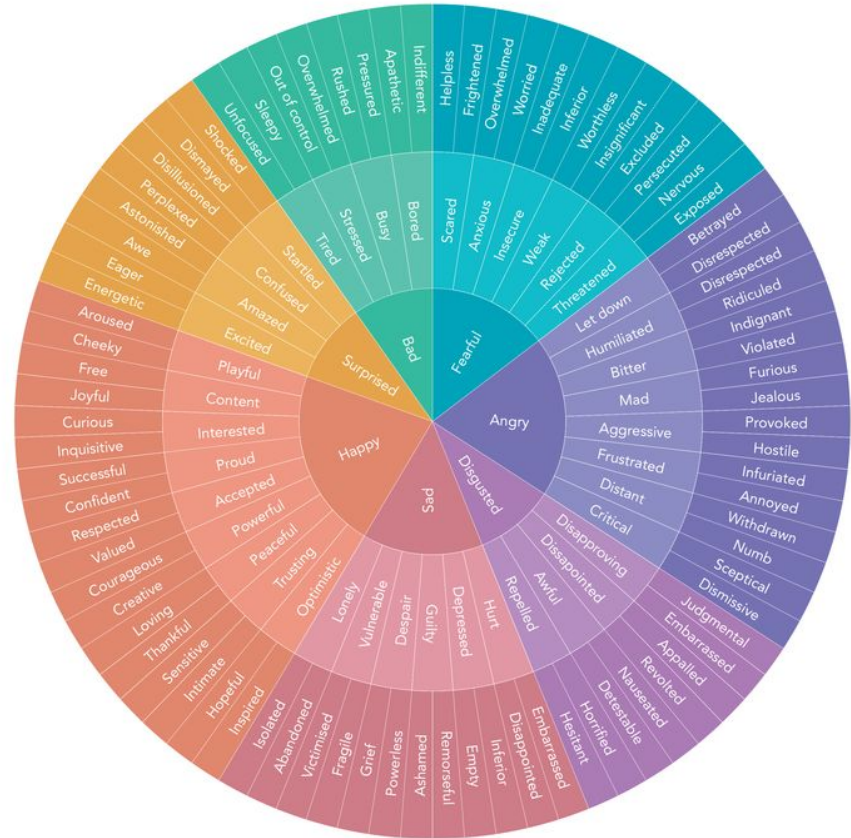 Fearful
Angry
Disgusted
Sad
Happy
Surprised
Bad
Scared
Anxious
Insecure
Weak
Rejected
Threatened
Let down
Humiliated
Bitter
Mad
Aggressive
Frustrated
Distant
Critical
Disapproving
Dissapointed
Awful
Repelled
Hurt
Depressed
Guilty
Despair
Vulnerable
Lonely
Optimistic
Trusting
Peaceful
Powerful
Accepted
Proud
Interested
Content
Playful
Excited
Amazed
Confused
Startled
Tired
Stressed
Busy
Bored
Helpless
Frightened
Overwhelmed
Worried
Inadequate
Inferior
Worthless
Insignificant
Excluded
Persecuted
Nervous
Exposed
Betrayed
Disrespected
Disrespected
Ridiculed
Indignant
Violated
Furious
Jealous
Provoked
Hostile
Infuriated
Annoyed
Withdrawn
Numb
Sceptical
Dismissive
Judgmental
Embarrassed
Appalled
Revolted
Nauseated
Detestable
Horrified
Hesitant
Embarrassed
Disappointed
Inferior
Empty
Remorseful
Ashamed
Powerless
Grief
Fragile
Victimised
Abandoned
Isolated
Inspired
Hopeful
Intimate
Sensitive
Thankful
Loving
Creative
Courageous
Valued
Respected
Confident
Successful
Inquisitive
Curious
Joyful
Free
Cheeky
Aroused
Energetic
Eager
Awe
Astonished
Perplexed
Disillusioned
Dismayed
Shocked
Unfocused
Sleepy
Out of control
Overwhelmed
Rushed
Pressured
Apathetic
Indifferent